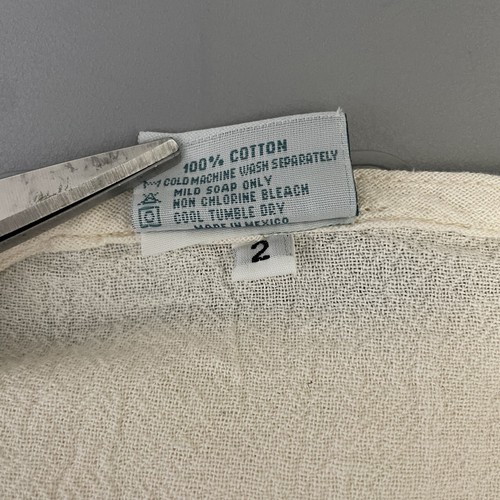 100% COTTON
COLD MACHINE WASH SEPARATELY
MILD SOAP ONLY
NON CHLORINE BLEACH
COOL TUMBLE DRY
MADE IN MEXICO
2